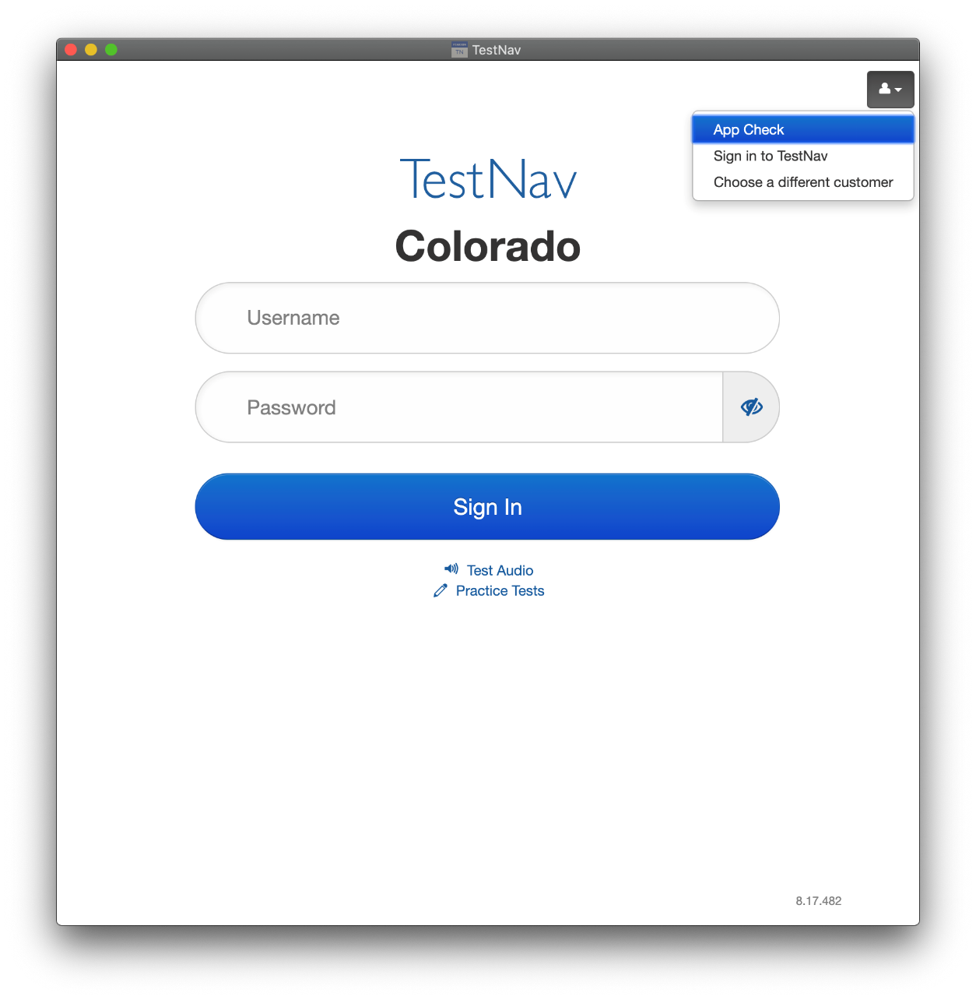 TestNav
App Check
Sign in to TestNav
Choose a different customer
TestNav
Colorado
Username
Password
Sign In
Test Audio
Practice Tests
8.17.482